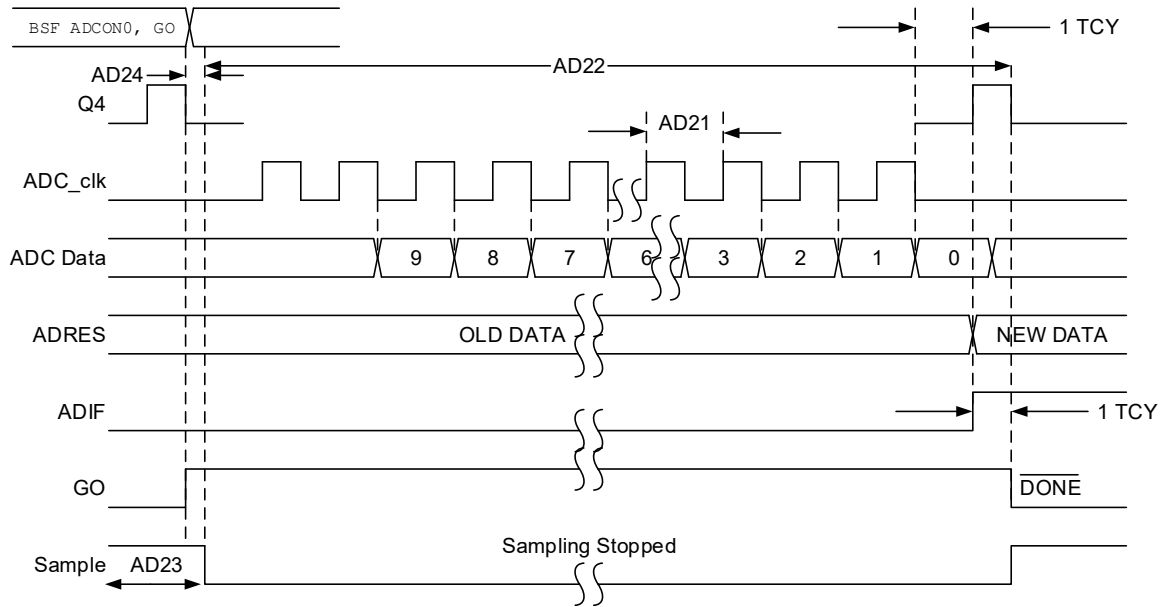 BSF ADCON0, GO
1 TCY
AD24
AD22
Q4
AD21
ADC_clk
ADC Data
9 8 7 6 3 2 1 0
ADRES
OLD DATA
NEW DATA
ADIF
1 TCY
GO
DONE
Sampling Stopped
Sample
AD23